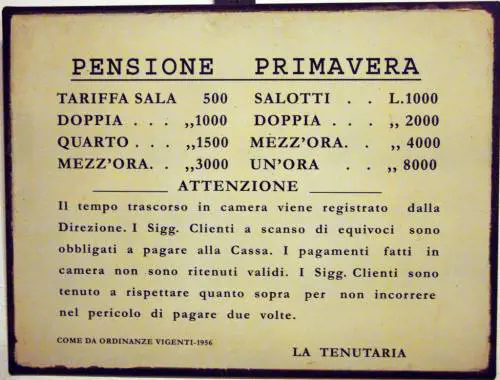 PENSIONE PRIMAVERA
TARIFFA SALA 500 SALOTTI . . L.1000
DOPPIA . . . ,,1000 DOPPIA . . . ,, 2000
QUARTO . . ,,1500 MEZZ'ORA. . ,, 4000
MEZZ'ORA. . ,,3000 UN'ORA . . ,, 8000
ATTENZIONE
Il tempo trascorso in camera viene registrato dalla
Direzione. I Sigg. Clienti a scanso di equivoci sono
obbligati a pagare alla Cassa. I pagamenti fatti in
camera non sono ritenuti validi. I Sigg. Clienti sono
tenuto a rispettare quanto sopra per non incorrere
nel pericolo di pagare due volte.
COME DA ORDINANZE VIGENTI-1956
LA TENUTARIA